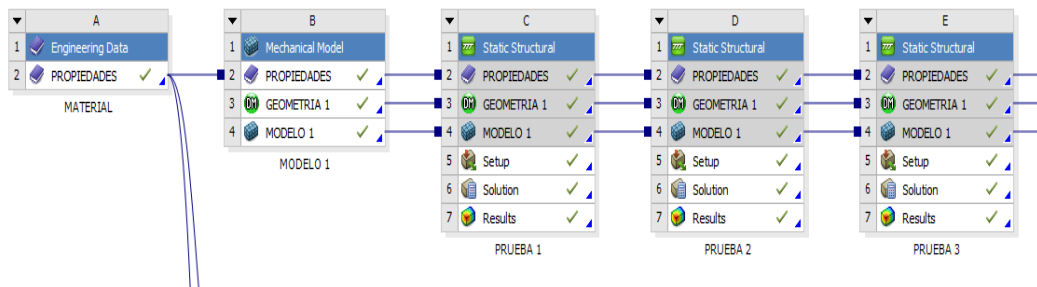 A
1 Engineering Data
2 PROPIEDADES
MATERIAL
B
1 Mechanical Model
2 PROPIEDADES
3 DM GEOMETRIA 1
4 MODELO 1
MODELO 1
C
1 Static Structural
2 PROPIEDADES
3 DM GEOMETRIA 1
4 MODELO 1
5 Setup
6 Solution
7 Results
PRUEBA 1
D
1 Static Structural
2 PROPIEDADES
3 DM GEOMETRIA 1
4 MODELO 1
5 Setup
6 Solution
7 Results
PRUEBA 2
E
1 Static Structural
2 PROPIEDADES
3 DM GEOMETRIA 1
4 MODELO 1
5 Setup
6 Solution
7 Results
PRUEBA 3